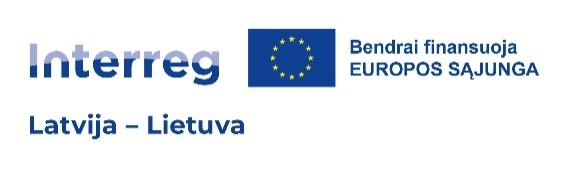 Interreg
Bendrai finansuoja
EUROPOS SĄJUNGA
Latvija – Lietuva